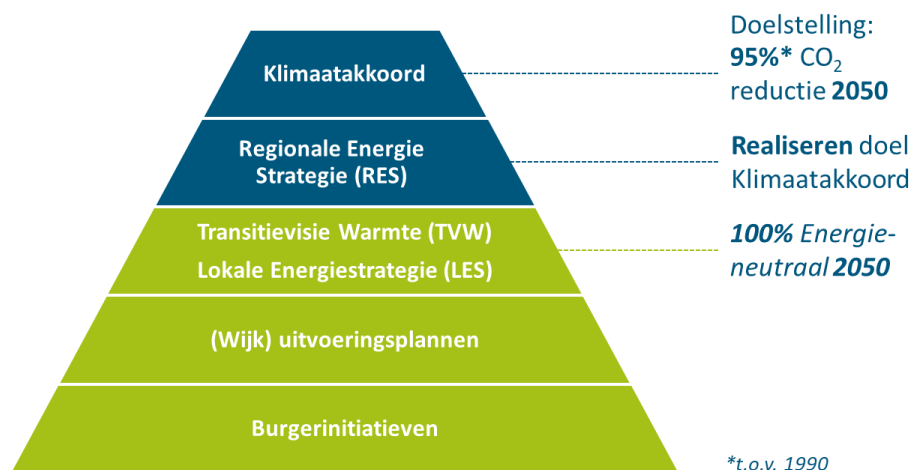 Klimaatakkoord
Doelstelling:
95%* CO₂
reductie 2050
Regionale Energie
Strategie (RES)
Realiseren doel
Klimaatakkoord
Transitievisie Warmte (TVW)
Lokale Energiestrategie (LES)
100% Energie-
neutraal 2050
(Wijk) uitvoeringsplannen
Burgerinitiatieven
*t.o.v. 1990